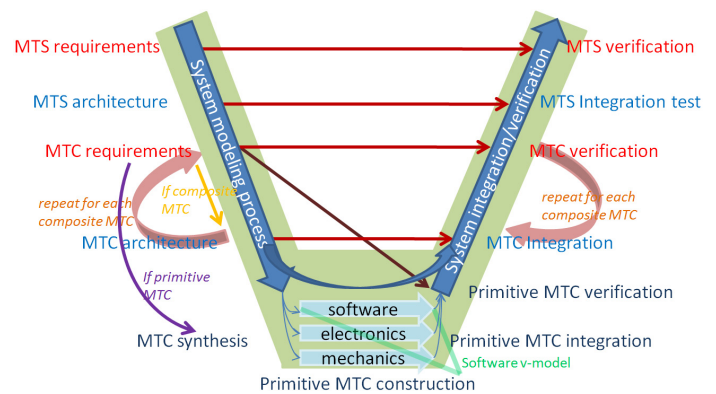 MTS requirements
MTS verification
MTS architecture
MTS Integration test
MTC requirements
MTC verification
System modeling process
System integration/verification
If composite
MTC
repeat for each
composite MTC
repeat for each
composite MTC
MTC architecture
MTC Integration
If primitive
MTC
Primitive MTC verification
software
electronics
mechanics
MTC synthesis
Primitive MTC integration
Software v-model
Primitive MTC construction